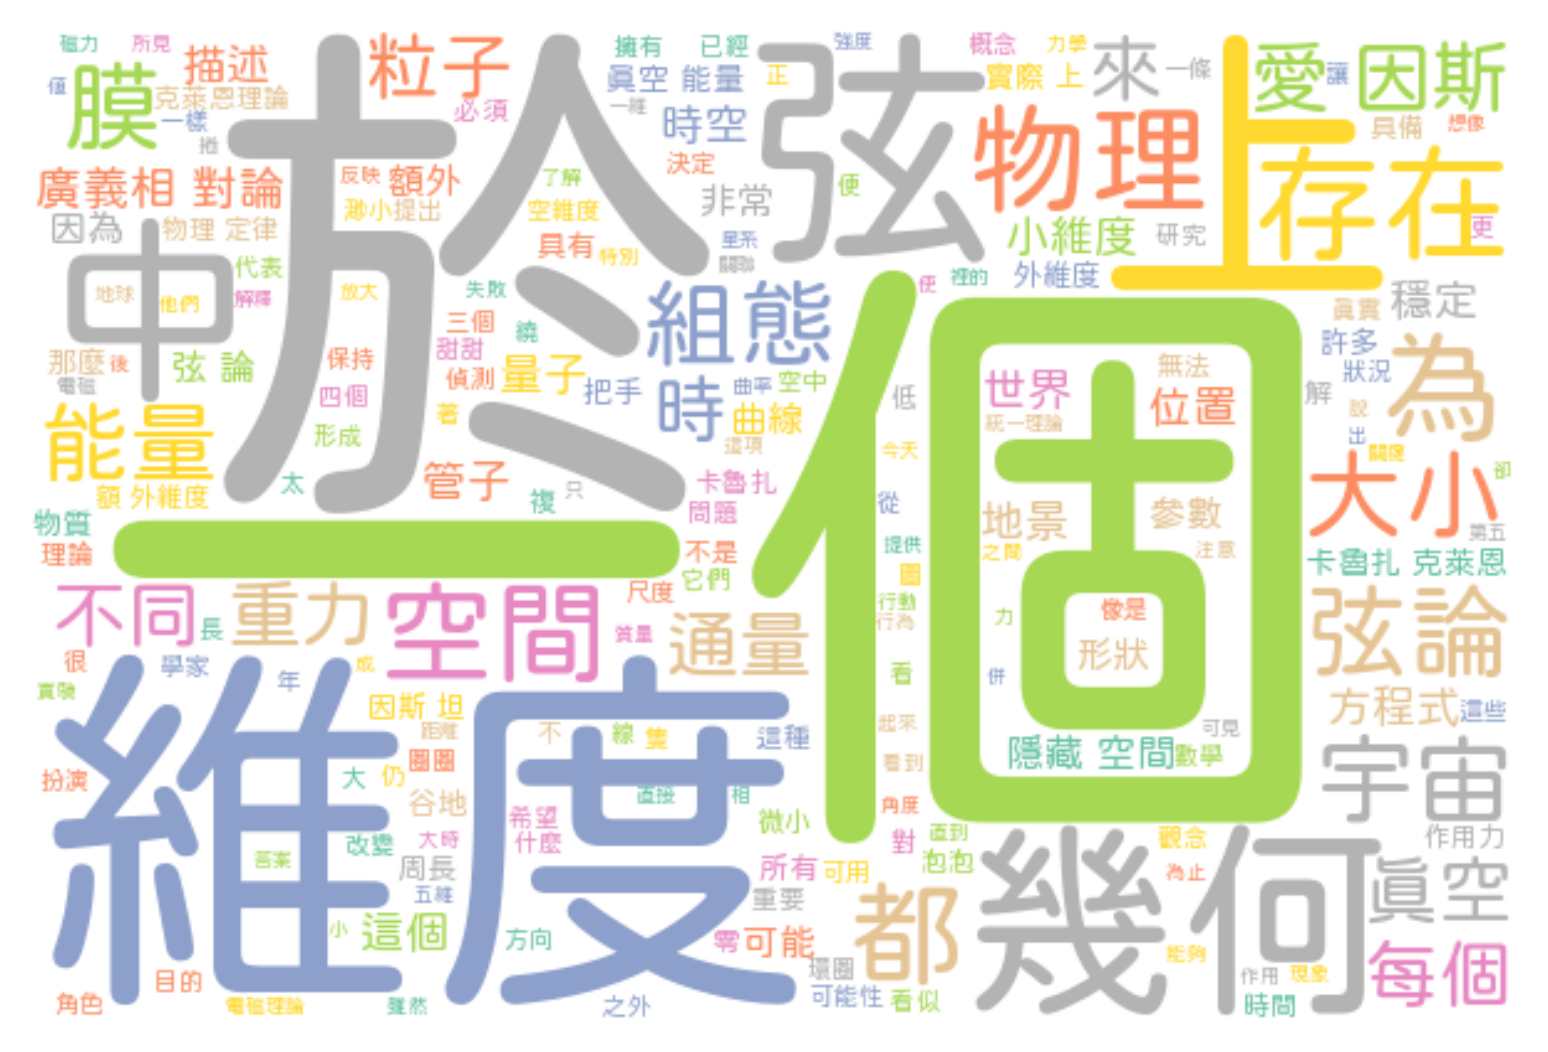 磁力
所見
描述
膜
值
克萊恩理論
一樣
捲
粒子
必須
於
擁有
已經
強度
真空 能量
正
一維
時空
弦
概念
力學
實際 上
來
一條
上
愛因斯
讓
具備
想像
廣義相 對論
反映
額外
渺小
提出
了解
空維度
決定
非常
便
物理
存在
更
因為
物理 定律
中
代表
地球
他們
解釋
放大
具有
特別
星系
關聯
小維度
研究
外維度
裡的
便
真實
穩定
失敗
三個
繞
甜甜
偵測
量子
組態
把手
時
曲率
空中
曲線
這項
那麼
後
電磁
弦 論
保持
四個
形成
著
低
世界
統一理論
無法
位置
許多
狀況
解
說
出
關應
為
能量
額 外維度
太
管子
複
只
卡魯扎
問題
今天
從
提供
地景
之間
參數
注意
大小
卻
第五
物質
理論
一個
不是
它們
尺度
圍
行動
行為
卡魯扎 克萊恩
不同
長
重力
空間
質量
通量
力
像是
形狀
弦論
很
學家
年
成
看
併
實驗
因斯 坦
距離
不
線
隻
這種
起來
可見
方程式
這些
維度
扮演
大
仍
圈圈
谷地
直接
相
看到
隱藏 空間
數學
宇宙
改變
大時
希望
什麼
微小
角度
對
直到
泡泡
觀念
為止
作用力
答案
周長
五維
所有
可用
重要
幾何
真空
小
這個
方向
零
可能
都
能夠
環圈
目的
角色
電磁理論
雖然
之外
可能性
看似
作用
現象
時間
每個